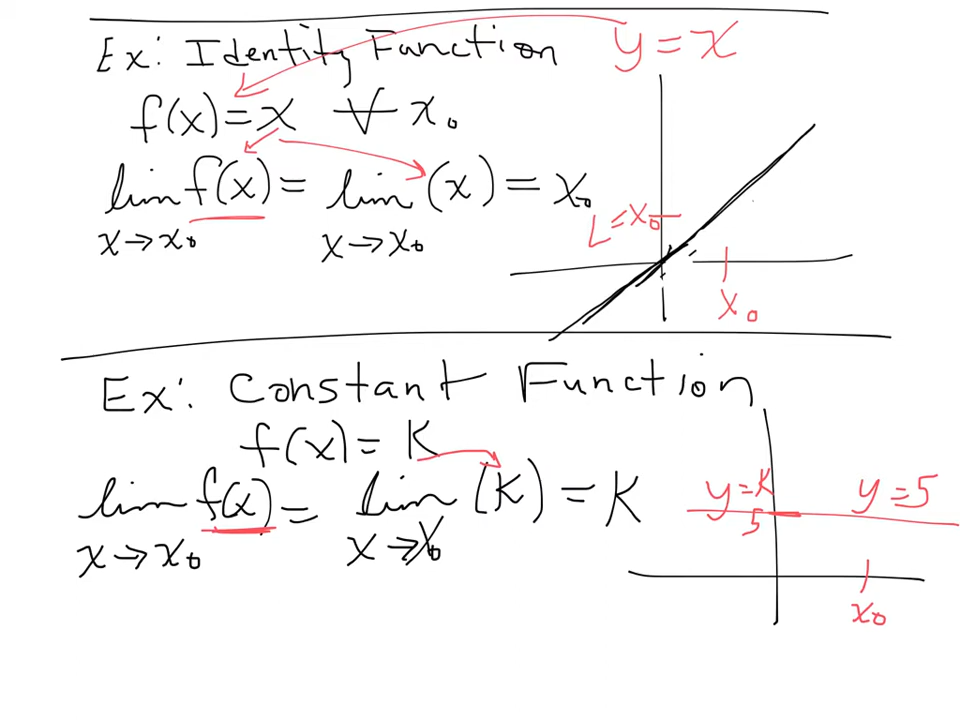 Ex: Identity Function
y = x
f(x) = x ∀ x₀
lim f(x) = lim (x) = x₀
x → x₀ x → x₀
L = x₀
x₀
Ex: Constant Function
f(x) = K
lim f(x) = lim (K) = K
x → x₀ x → x₀
y = K
y = 5
5
x₀